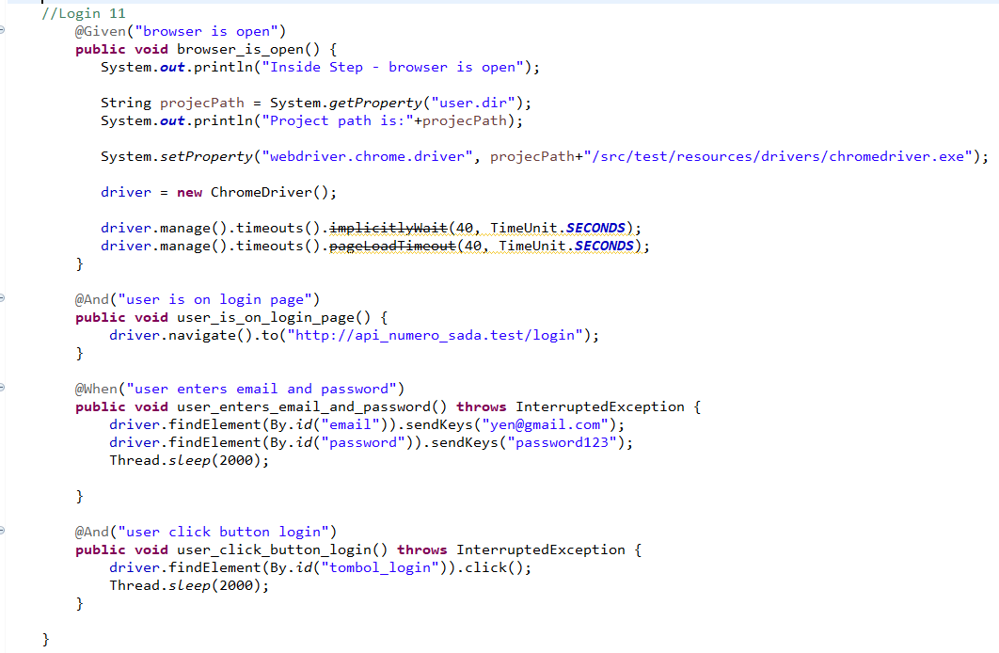 //Login 11
@Given("browser is open")
public void browser_is_open() {
System.out.println("Inside Step - browser is open");
String projecPath = System.getProperty("user.dir");
System.out.println("Project path is:"+projecPath);
System.setProperty("webdriver.chrome.driver", projecPath+"/src/test/resources/drivers/chromedriver.exe");
driver = new ChromeDriver();
driver.manage().timeouts().implicitlyWait(40, TimeUnit.SECONDS);
driver.manage().timeouts().pageLoadTimeout(40, TimeUnit.SECONDS);
}
@And("user is on login page")
public void user_is_on_login_page() {
driver.navigate().to("http://api_numero_sada.test/login");
}
@When("user enters email and password")
public void user_enters_email_and_password() throws InterruptedException {
driver.findElement(By.id("email")).sendKeys("yen@gmail.com");
driver.findElement(By.id("password")).sendKeys("password123");
Thread.sleep(2000);
}
@And("user click button login")
public void user_click_button_login() throws InterruptedException {
driver.findElement(By.id("tombol_login")).click();
Thread.sleep(2000);
}
}